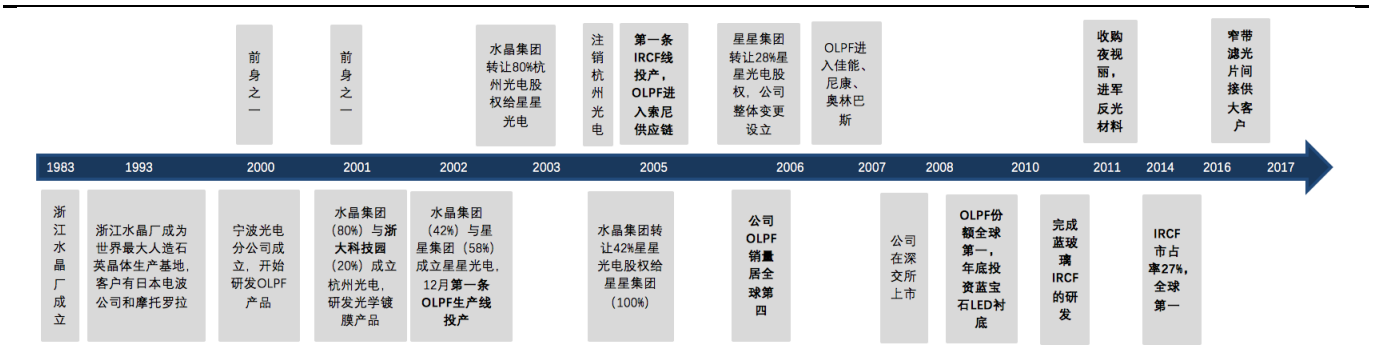 前
身
之
一
前
身
之
一
水晶集团
转让80%杭
州光电股
权给星星
光电
注
销
杭
州
光
电
第一条
IRCF线
投产，
OLPF进
入索尼
供应链
星星集团
转让28%星
星光电股
权，公司
整体变更
设立
OLPF进
入佳能、
尼康、
奥林巴
斯
收购
夜视
丽，
进军
反光
材料
窄带
滤光
片间
接供
大客
户
1983
1993
2000
2001
2002
2003
2005
2006
2007
2008
2010
2011
2014
2016
2017
浙
江
水
晶
厂
成
立
浙江水晶厂成为
世界最大人造石
英晶体生产基地，
客户有日本电波
公司和摩托罗拉
宁波光电
分公司成
立，开始
研发OLPF
产品
水晶集团
（80%）与浙
大科技园
（20%）成立
杭州光电，
研发光学镀
膜产品
水晶集团
（42%）与星
星集团（58%）
成立星星光电，
12月第一条
OLPF生产线
投产
水晶集团转
让42%星星
光电股权给
星星集团
（100%）
公司
OLPF
销量
居全
球第
四
公司
在深
交所
上市
OLPF份
额全球
第一，
年底投
资蓝宝
石LED衬
底
完成
蓝玻
璃
IRCF
的研
发
IRCF
市占
率27%，
全球
第一